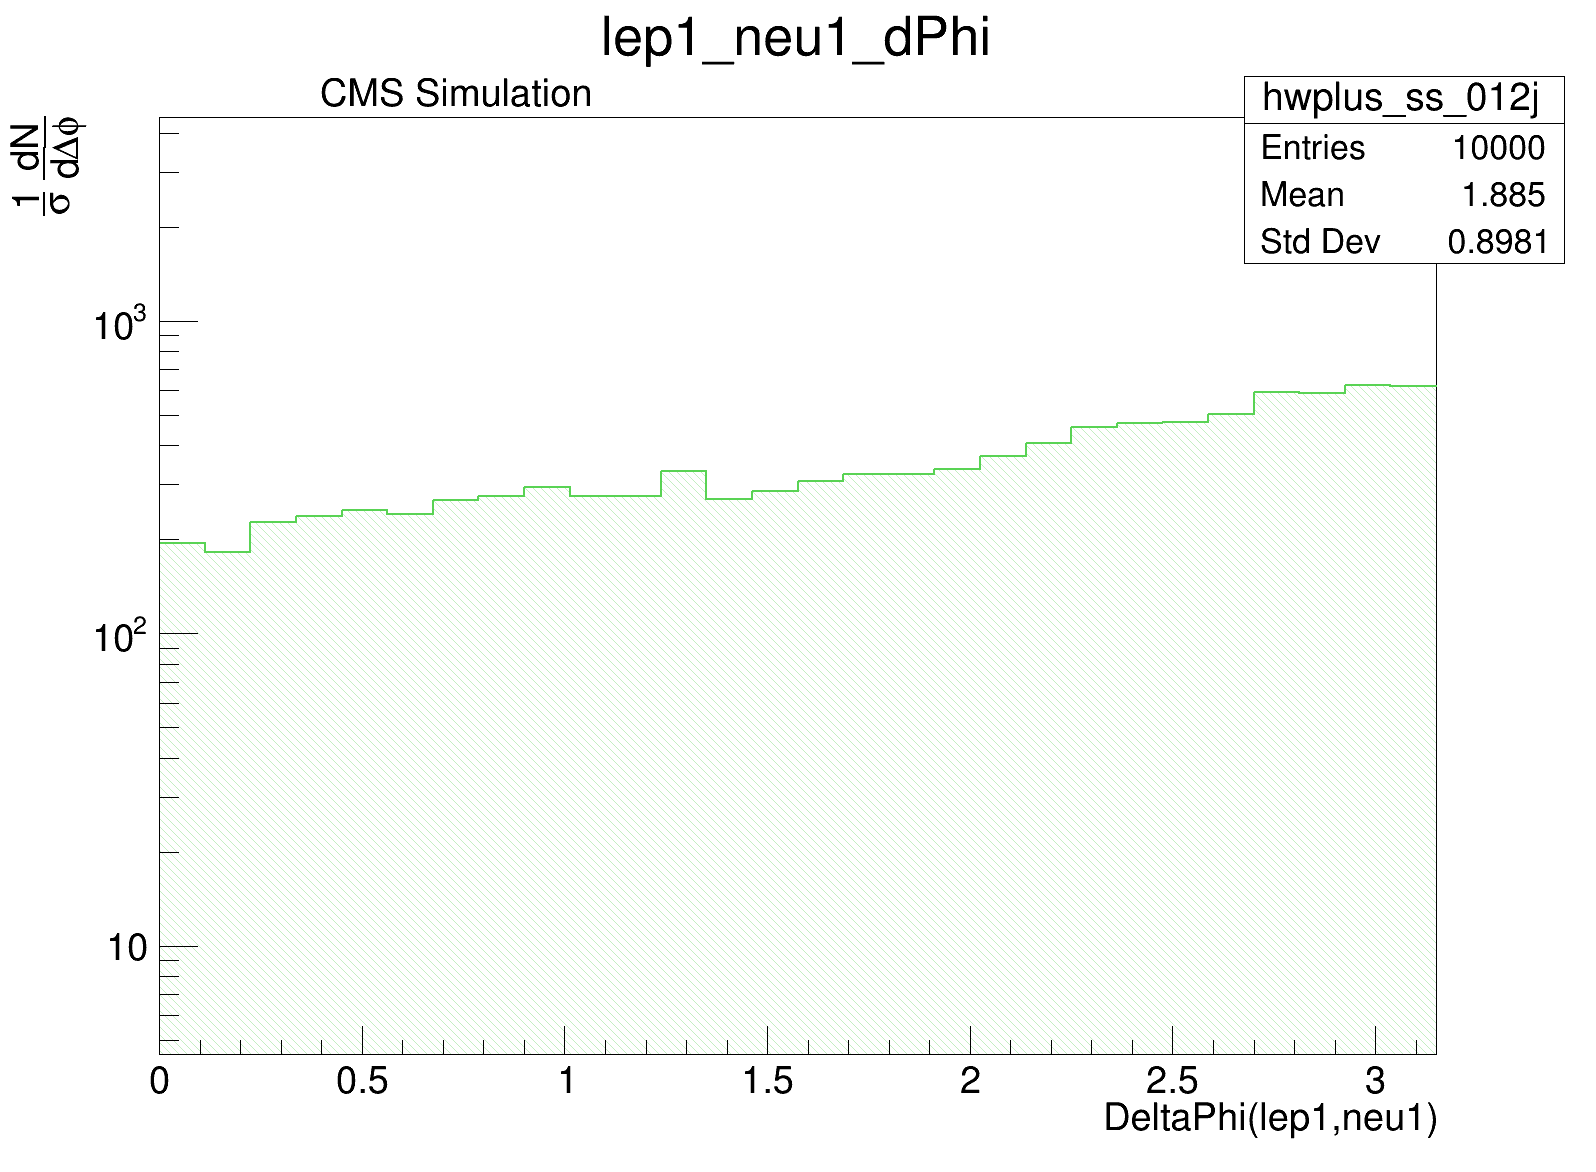 lep1_neu1_dPhi
CMS Simulation
hwplus_ss_012j
Entries 10000
Mean 1.885
Std Dev 0.8981
1/σ dN/dΔϕ
10³
10²
10
0 0.5 1 1.5 2 2.5 3
DeltaPhi(lep1,neu1)